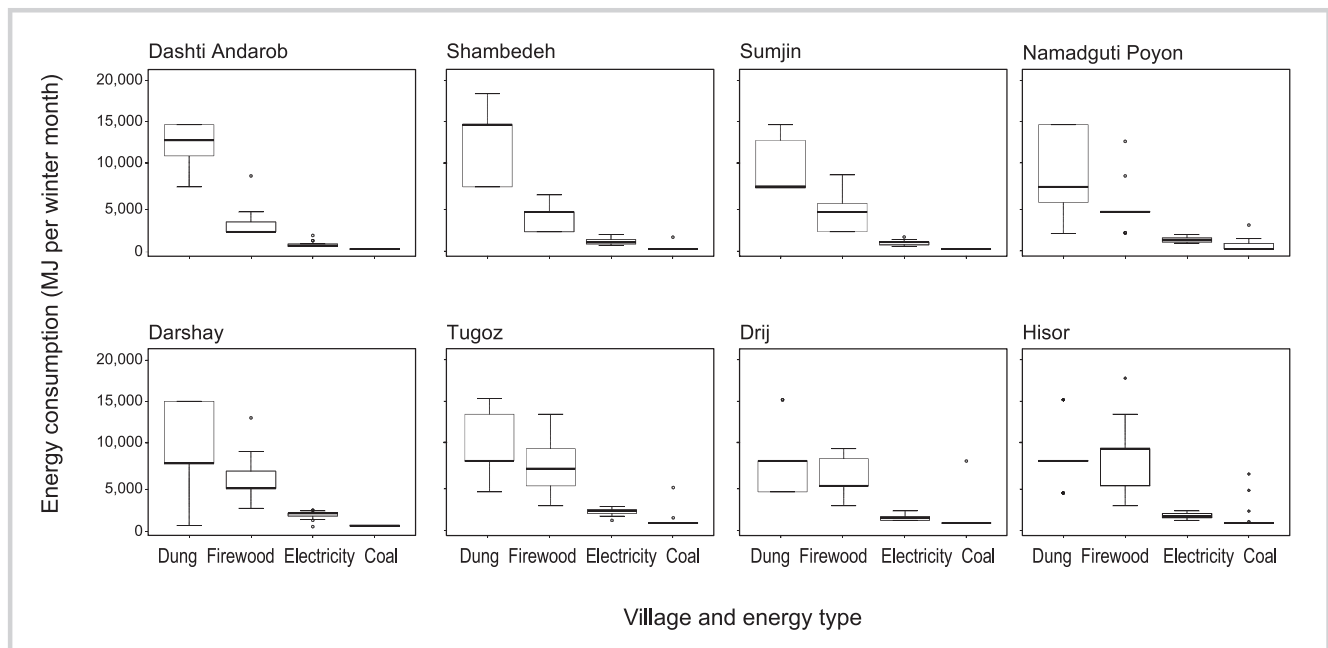 Energy consumption (MJ per winter month)
Dashti Andarob
Shambedeh
Sumjin
Namadguti Poyon
20,000
15,000
10,000
5,000
0
Darshay
Tugoz
Drij
Hisor
20,000
15,000
10,000
5,000
0
Dung Firewood Electricity Coal
Dung Firewood Electricity Coal
Dung Firewood Electricity Coal
Dung Firewood Electricity Coal
Village and energy type